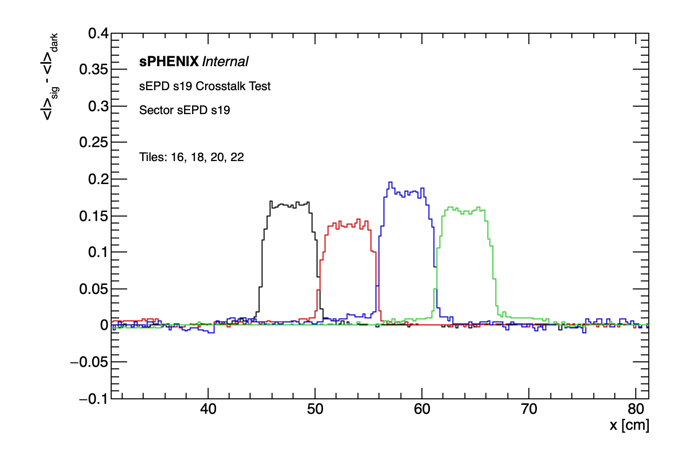 <I>sig - <I>dark
0.4
0.35
0.3
0.25
0.2
0.15
0.1
0.05
0
−0.05
−0.1
sPHENIX Internal
sEPD s19 Crosstalk Test
Sector sEPD s19
Tiles: 16, 18, 20, 22
40 50 60 70 80
x [cm]